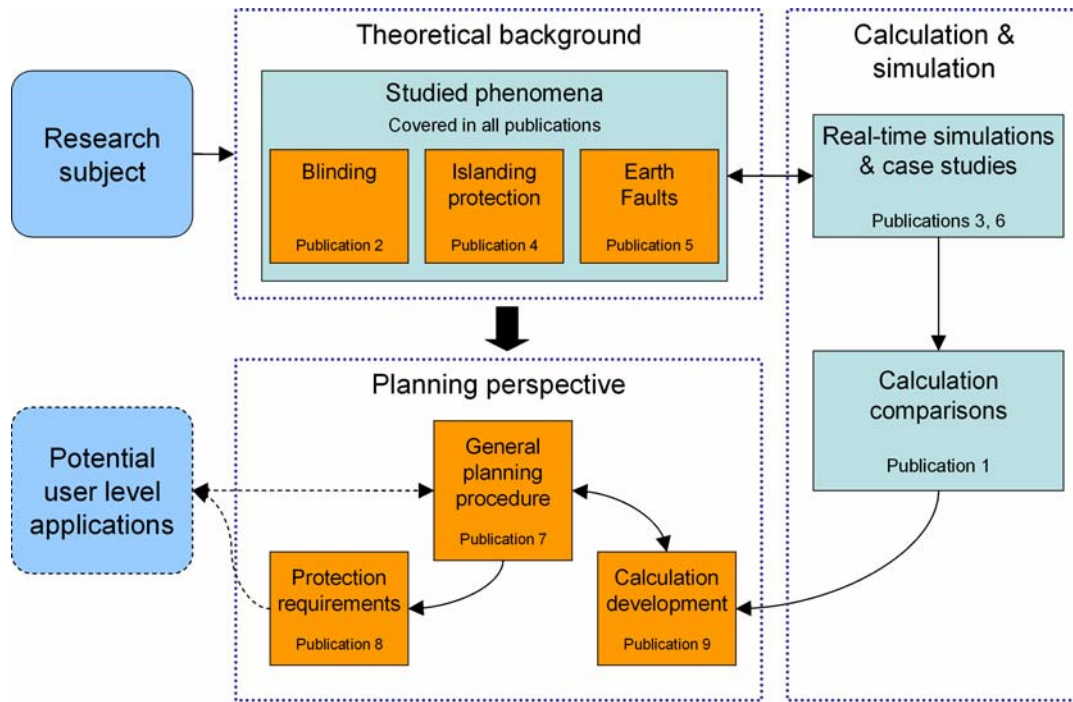 Theoretical background
Calculation &
simulation
Research
subject
Studied phenomena
Covered in all publications
Blinding
Publication 2
Islanding
protection
Publication 4
Earth
Faults
Publication 5
Real-time simulations
& case studies
Publications 3, 6
Planning perspective
Potential
user level
applications
General
planning
procedure
Publication 7
Calculation
comparisons
Publication 1
Protection
requirements
Publication 8
Calculation
development
Publication 9